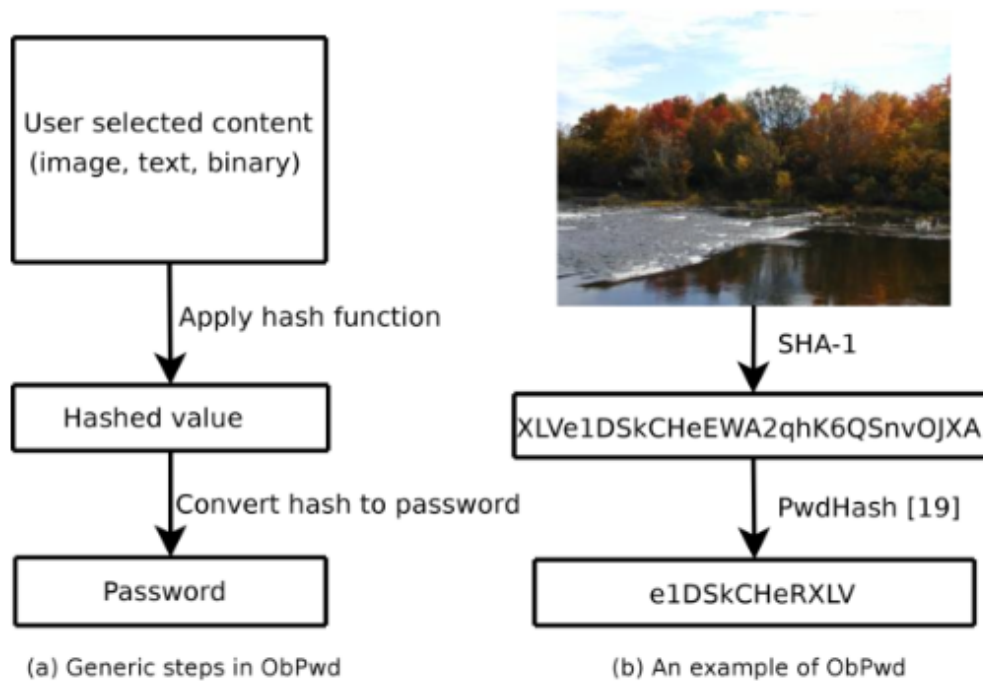 User selected content
(image, text, binary)
Apply hash function
Hashed value
Convert hash to password
Password
(a) Generic steps in ObPwd
SHA-1
XLVe1DSkCHeEWA2qhK6QSnvOJXA
PwdHash [19]
e1DSkCHeRXLV
(b) An example of ObPwd